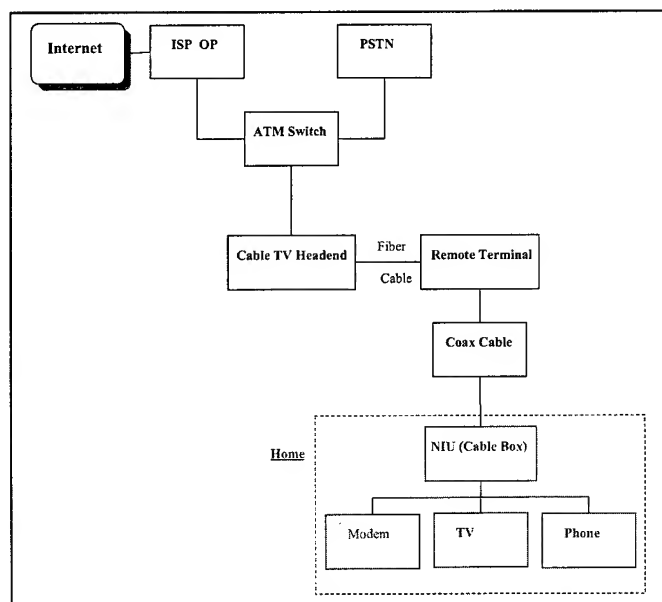 Internet
ISP OP
PSTN
ATM Switch
Cable TV Headend
Fiber
Cable
Remote Terminal
Coax Cable
Home
NIU (Cable Box)
Modem
TV
Phone